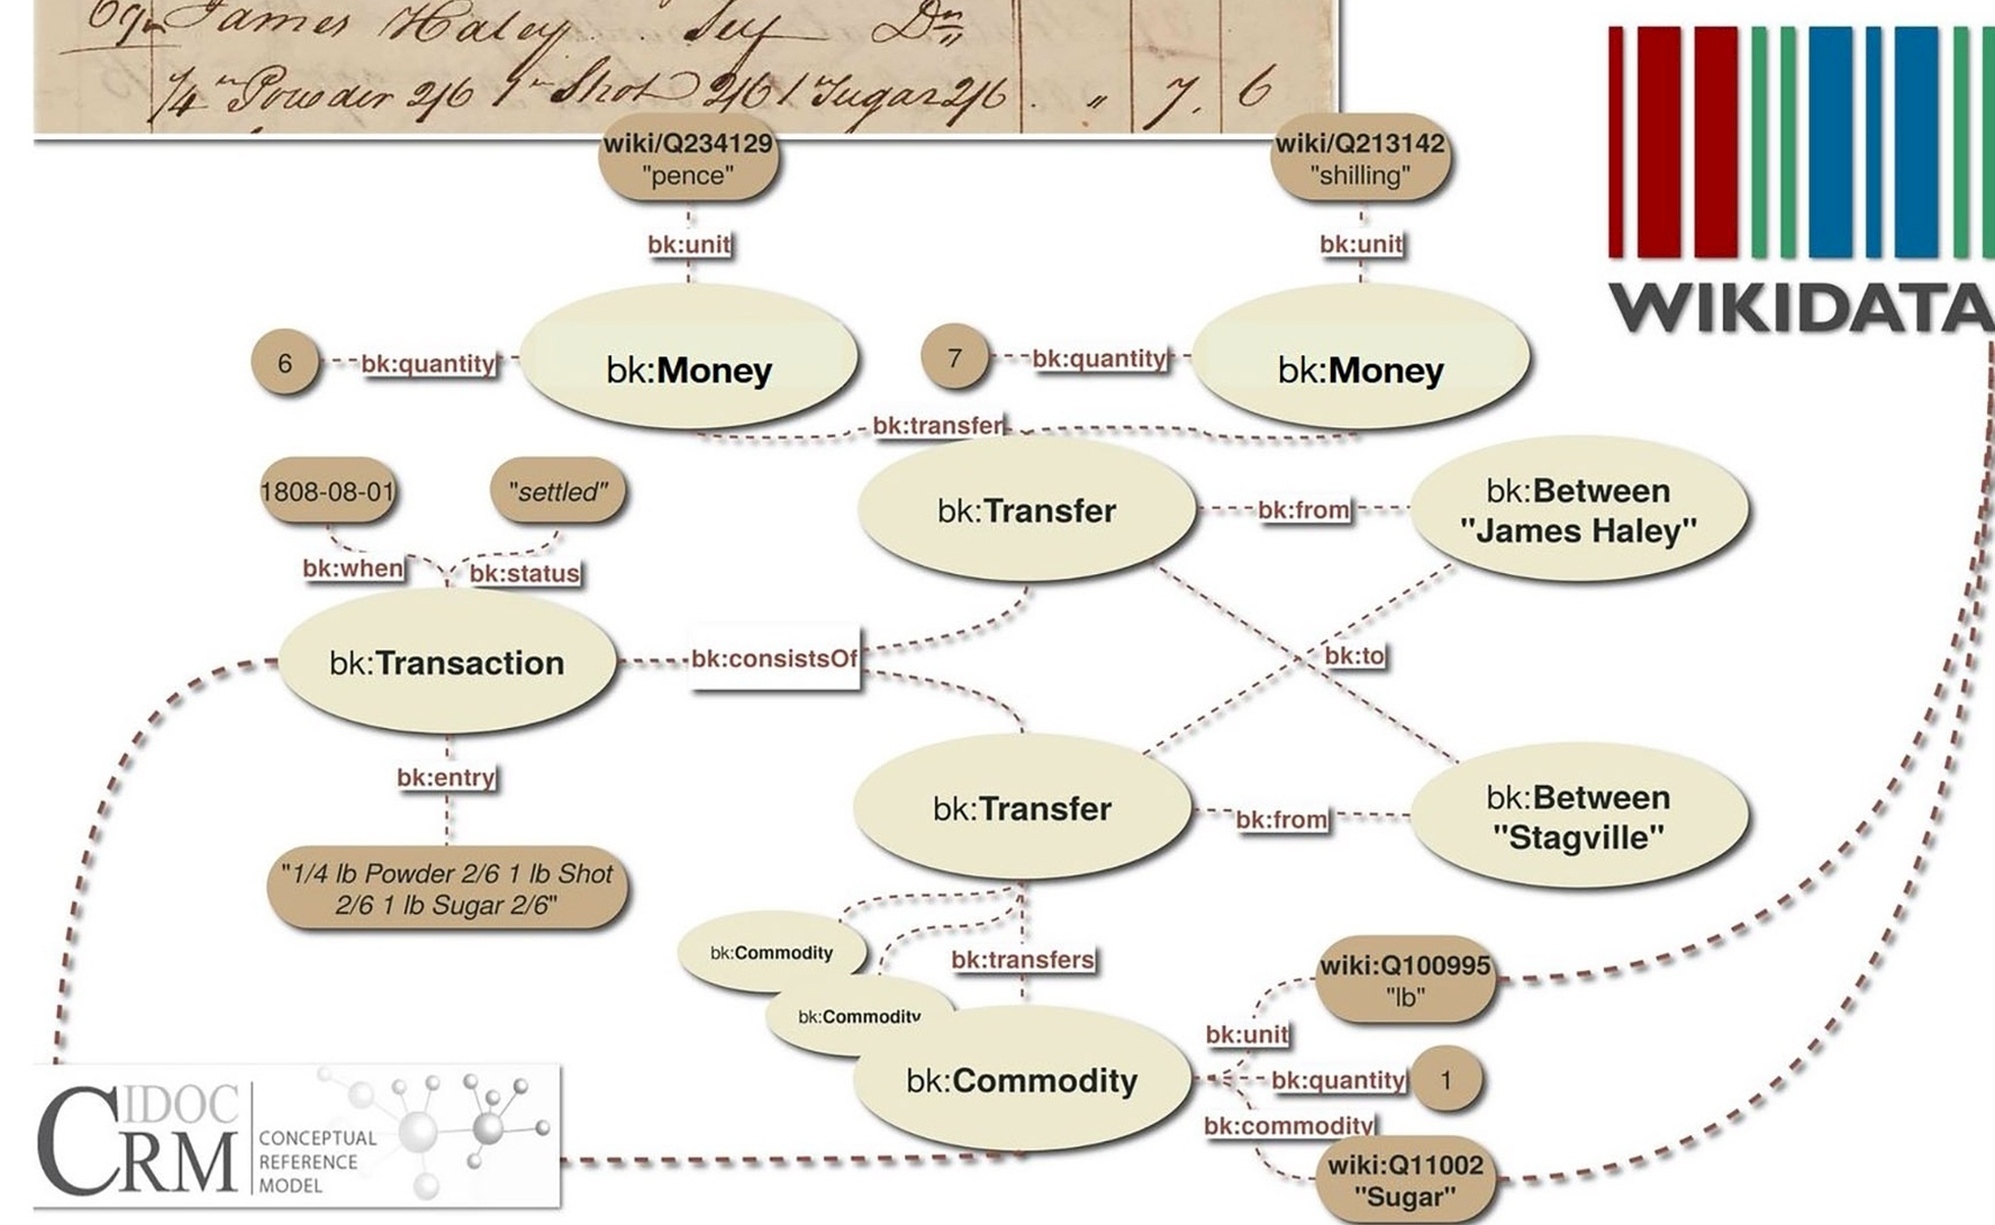 69 James Haley Self Dr
1/4 lb Powder 2/6 1 lb Shot 2/6 1 Sugar 2/6 " 7. 6
wiki/Q234129
"pence"
wiki/Q213142
"shilling"
bk:unit
bk:unit
WIKIDATA
6
bk:quantity
bk:Money
7
bk:quantity
bk:Money
bk:transfer
1808-08-01
"settled"
bk:Transfer
bk:from
bk:Between
"James Haley"
bk:when
bk:status
bk:Transaction
bk:consistsOf
bk:to
bk:entry
bk:Transfer
bk:from
bk:Between
"Stagville"
"1/4 lb Powder 2/6 1 lb Shot
2/6 1 lb Sugar 2/6"
bk:Commodity
bk:transfers
bk:Commodity
wiki:Q100995
"lb"
bk:unit
bk:Commodity
bk:quantity
1
bk:commodity
wiki:Q11002
"Sugar"
CIDOC
CRM
CONCEPTUAL
REFERENCE
MODEL